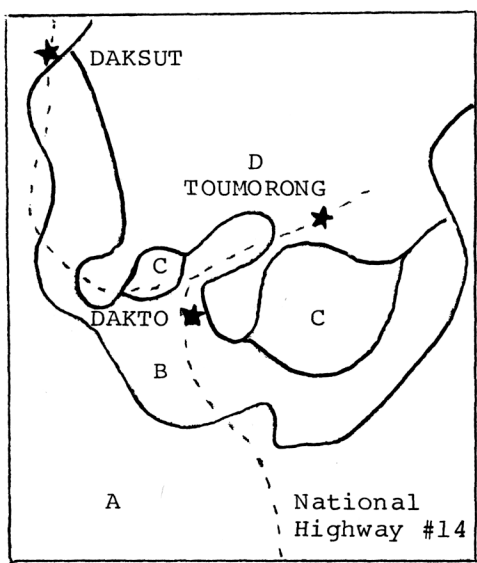 DAKSUT
D
TOUMORONG
C
DAKTO
C
B
A
National
Highway #14